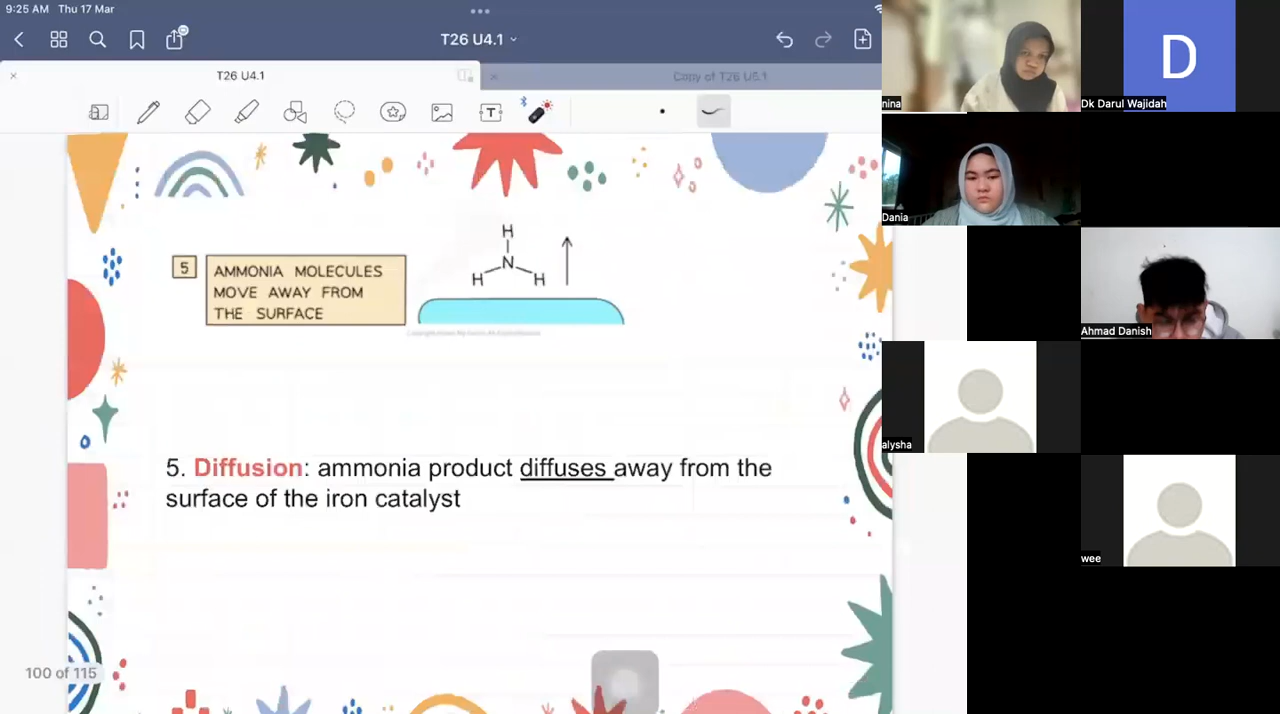 9:25 AM Thu 17 Mar
T26 U4.1
T26 U4.1
Copy of T26 U6.1
T
5
AMMONIA MOLECULES
MOVE AWAY FROM
THE SURFACE
H
N
H H
5. Diffusion: ammonia product diffuses away from the
surface of the iron catalyst
100 of 115
nina
D
Dk Darul Wajidah
Dania
Ahmad Danish
alysha
wee